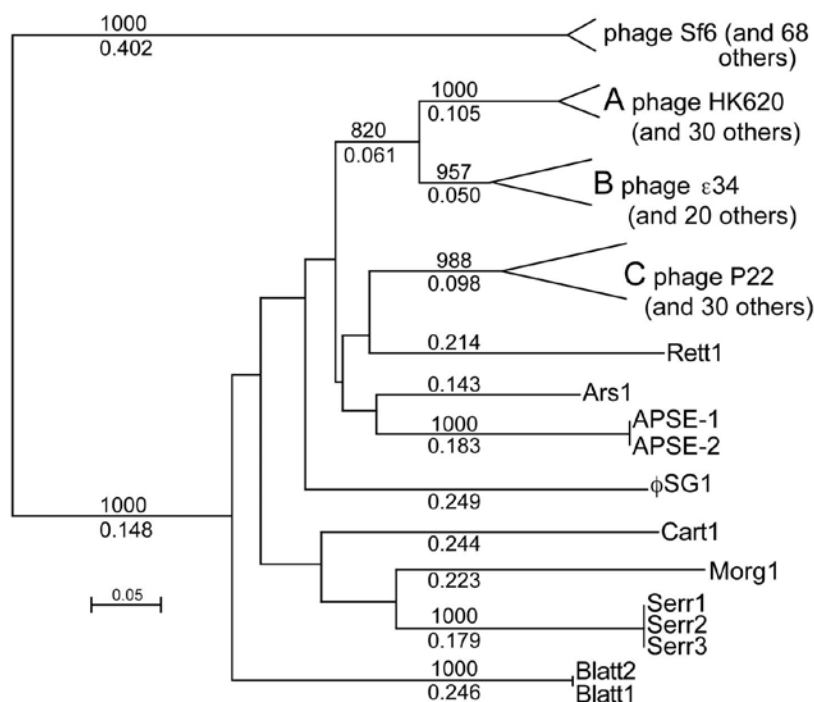 1000
0.402
phage Sf6 (and 68
others)
1000
0.105
A phage HK620
(and 30 others)
820
0.061
957
0.050
B phage ε34
(and 20 others)
988
0.098
C phage P22
(and 30 others)
0.214
Rett1
0.143
Ars1
1000
0.183
APSE-1
APSE-2
0.249
ϕSG1
1000
0.148
0.244
Cart1
0.223
Morg1
0.05
1000
0.179
Serr1
Serr2
Serr3
1000
0.246
Blatt2
Blatt1